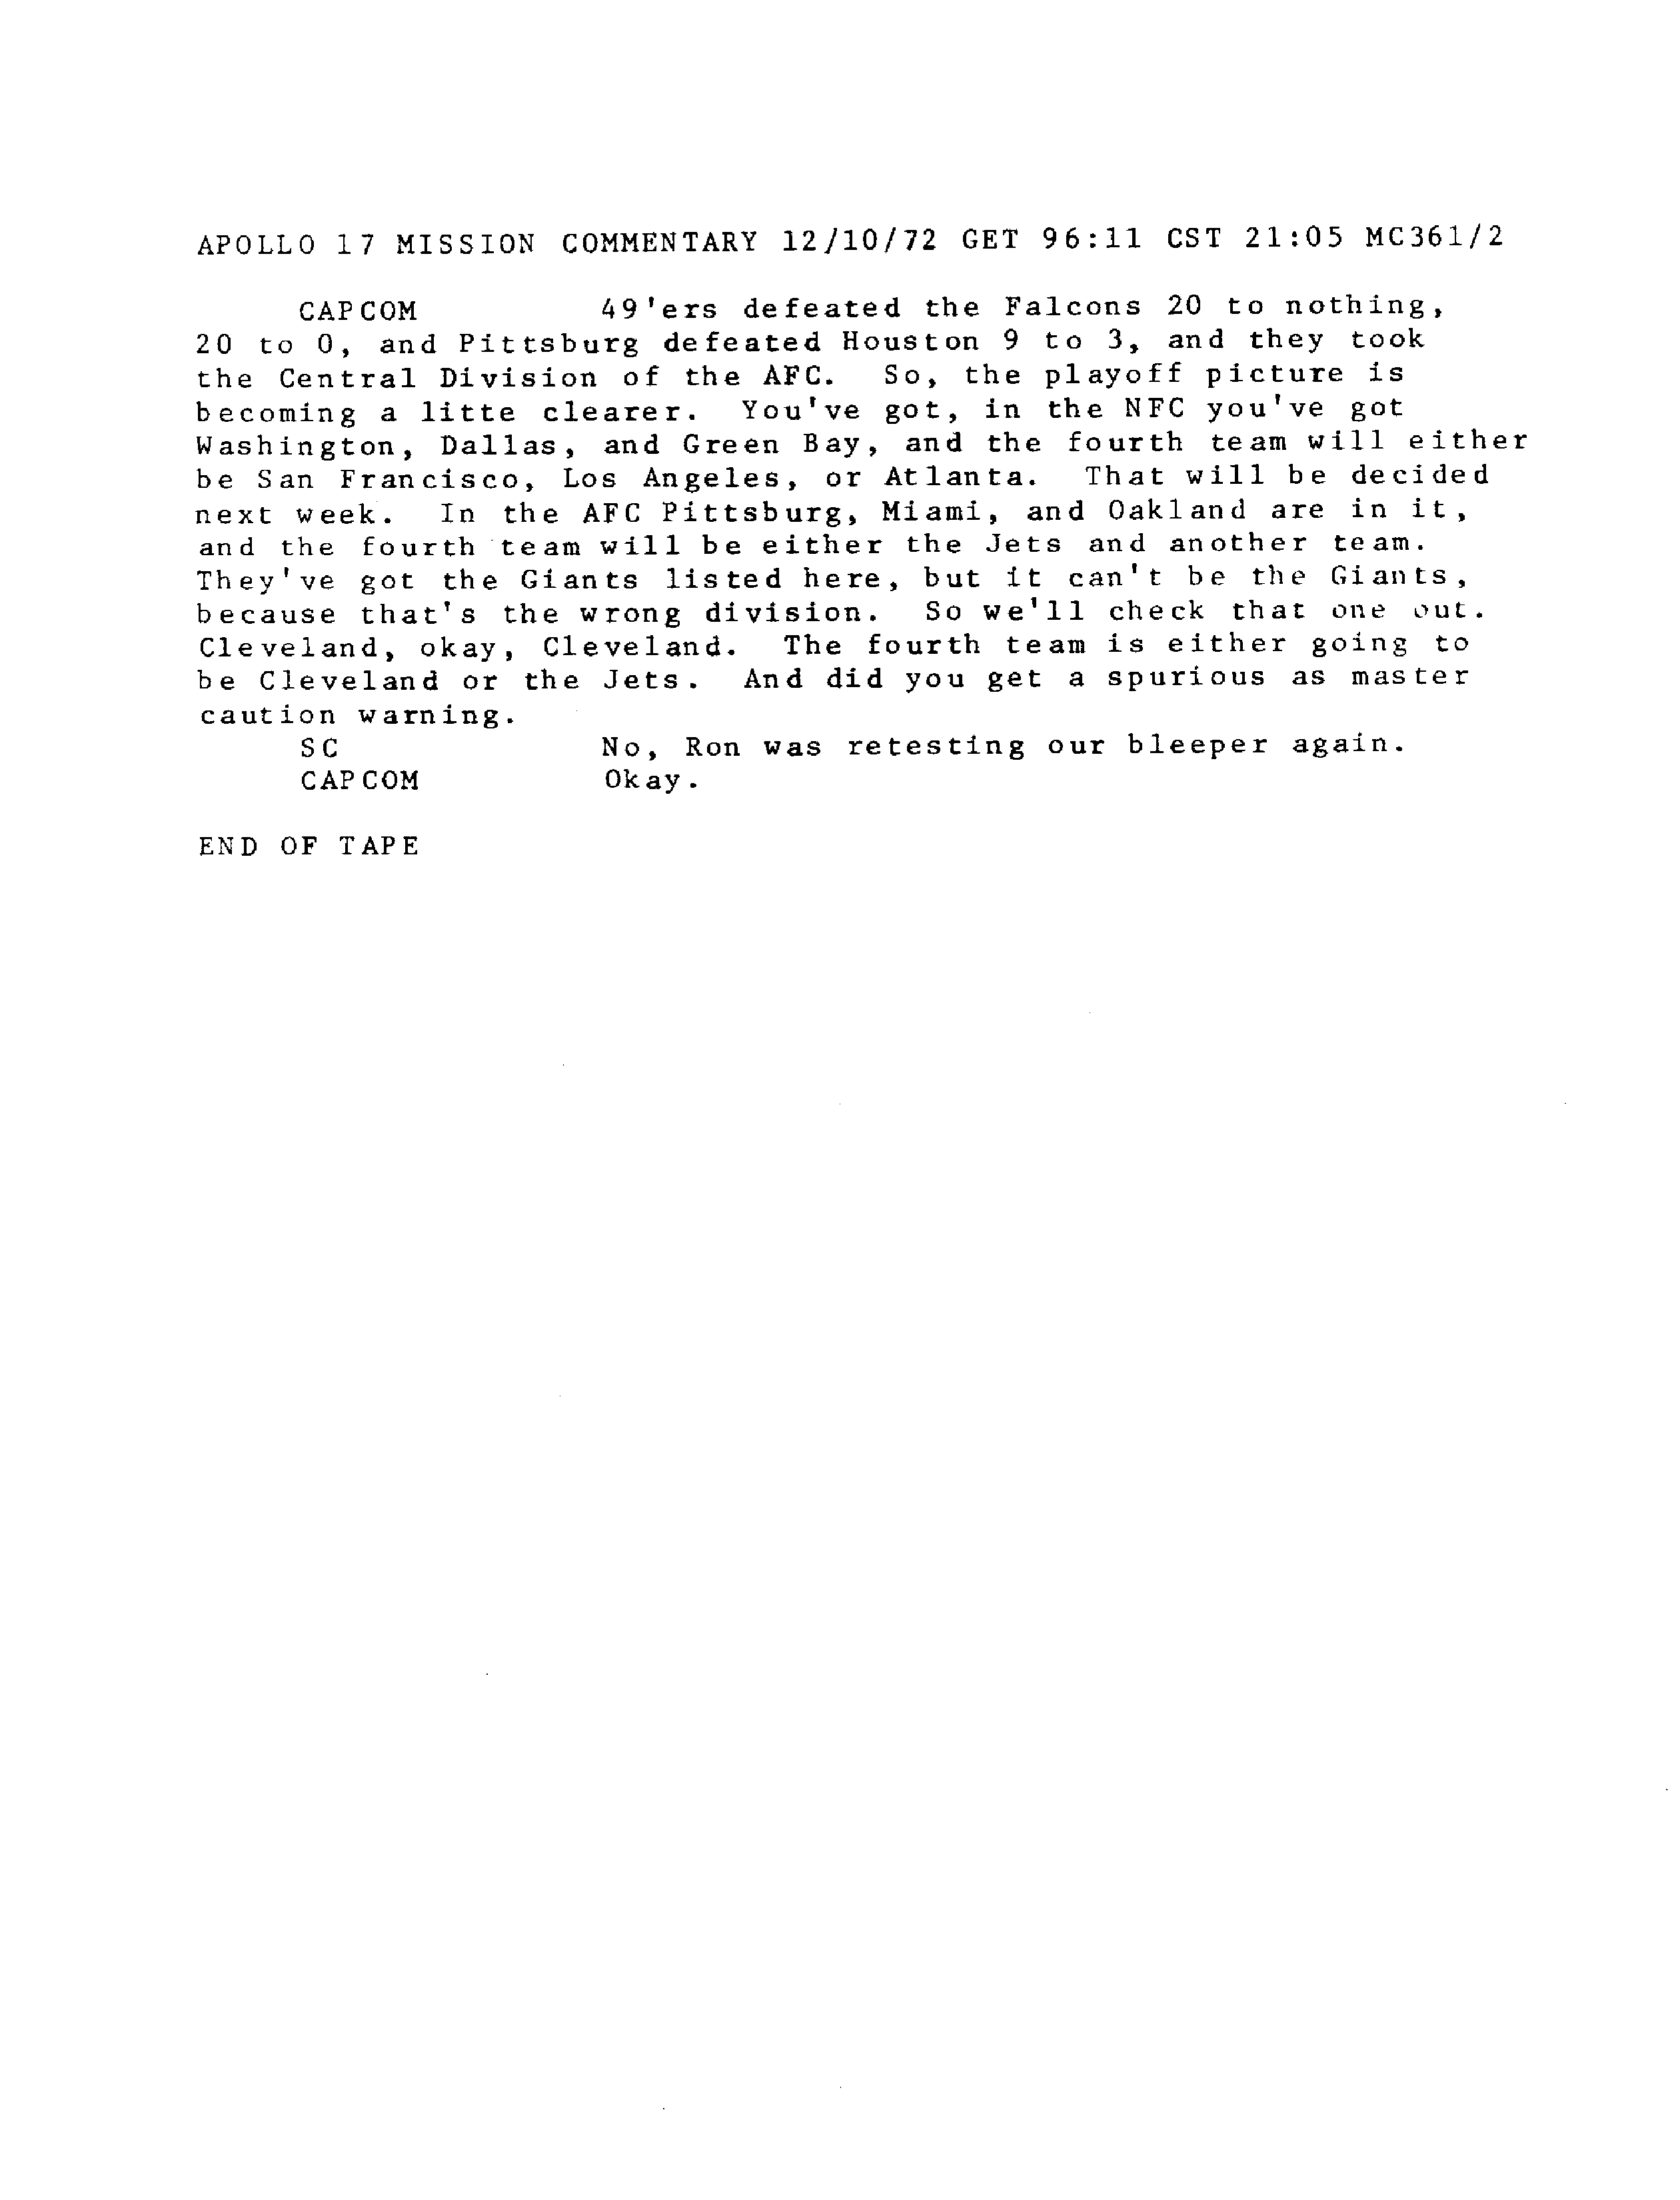 APOLLO 17 MISSION COMMENTARY 12/10/72 GET 96:11 CST 21:05 MC361/2
CAPCOM 49'ers defeated the Falcons 20 to nothing,
20 to 0, and Pittsburg defeated Houston 9 to 3, and they took
the Central Division of the AFC. So, the playoff picture is
becoming a litte clearer. You've got, in the NFC you've got
Washington, Dallas, and Green Bay, and the fourth team will either
be San Francisco, Los Angeles, or Atlanta. That will be decided
next week. In the AFC Pittsburg, Miami, and Oakland are in it,
and the fourth team will be either the Jets and another team.
They've got the Giants listed here, but it can't be the Giants,
because that's the wrong division. So we'll check that one out.
Cleveland, okay, Cleveland. The fourth team is either going to
be Cleveland or the Jets. And did you get a spurious as master
caution warning.
SC No, Ron was retesting our bleeper again.
CAPCOM Okay.
END OF TAPE